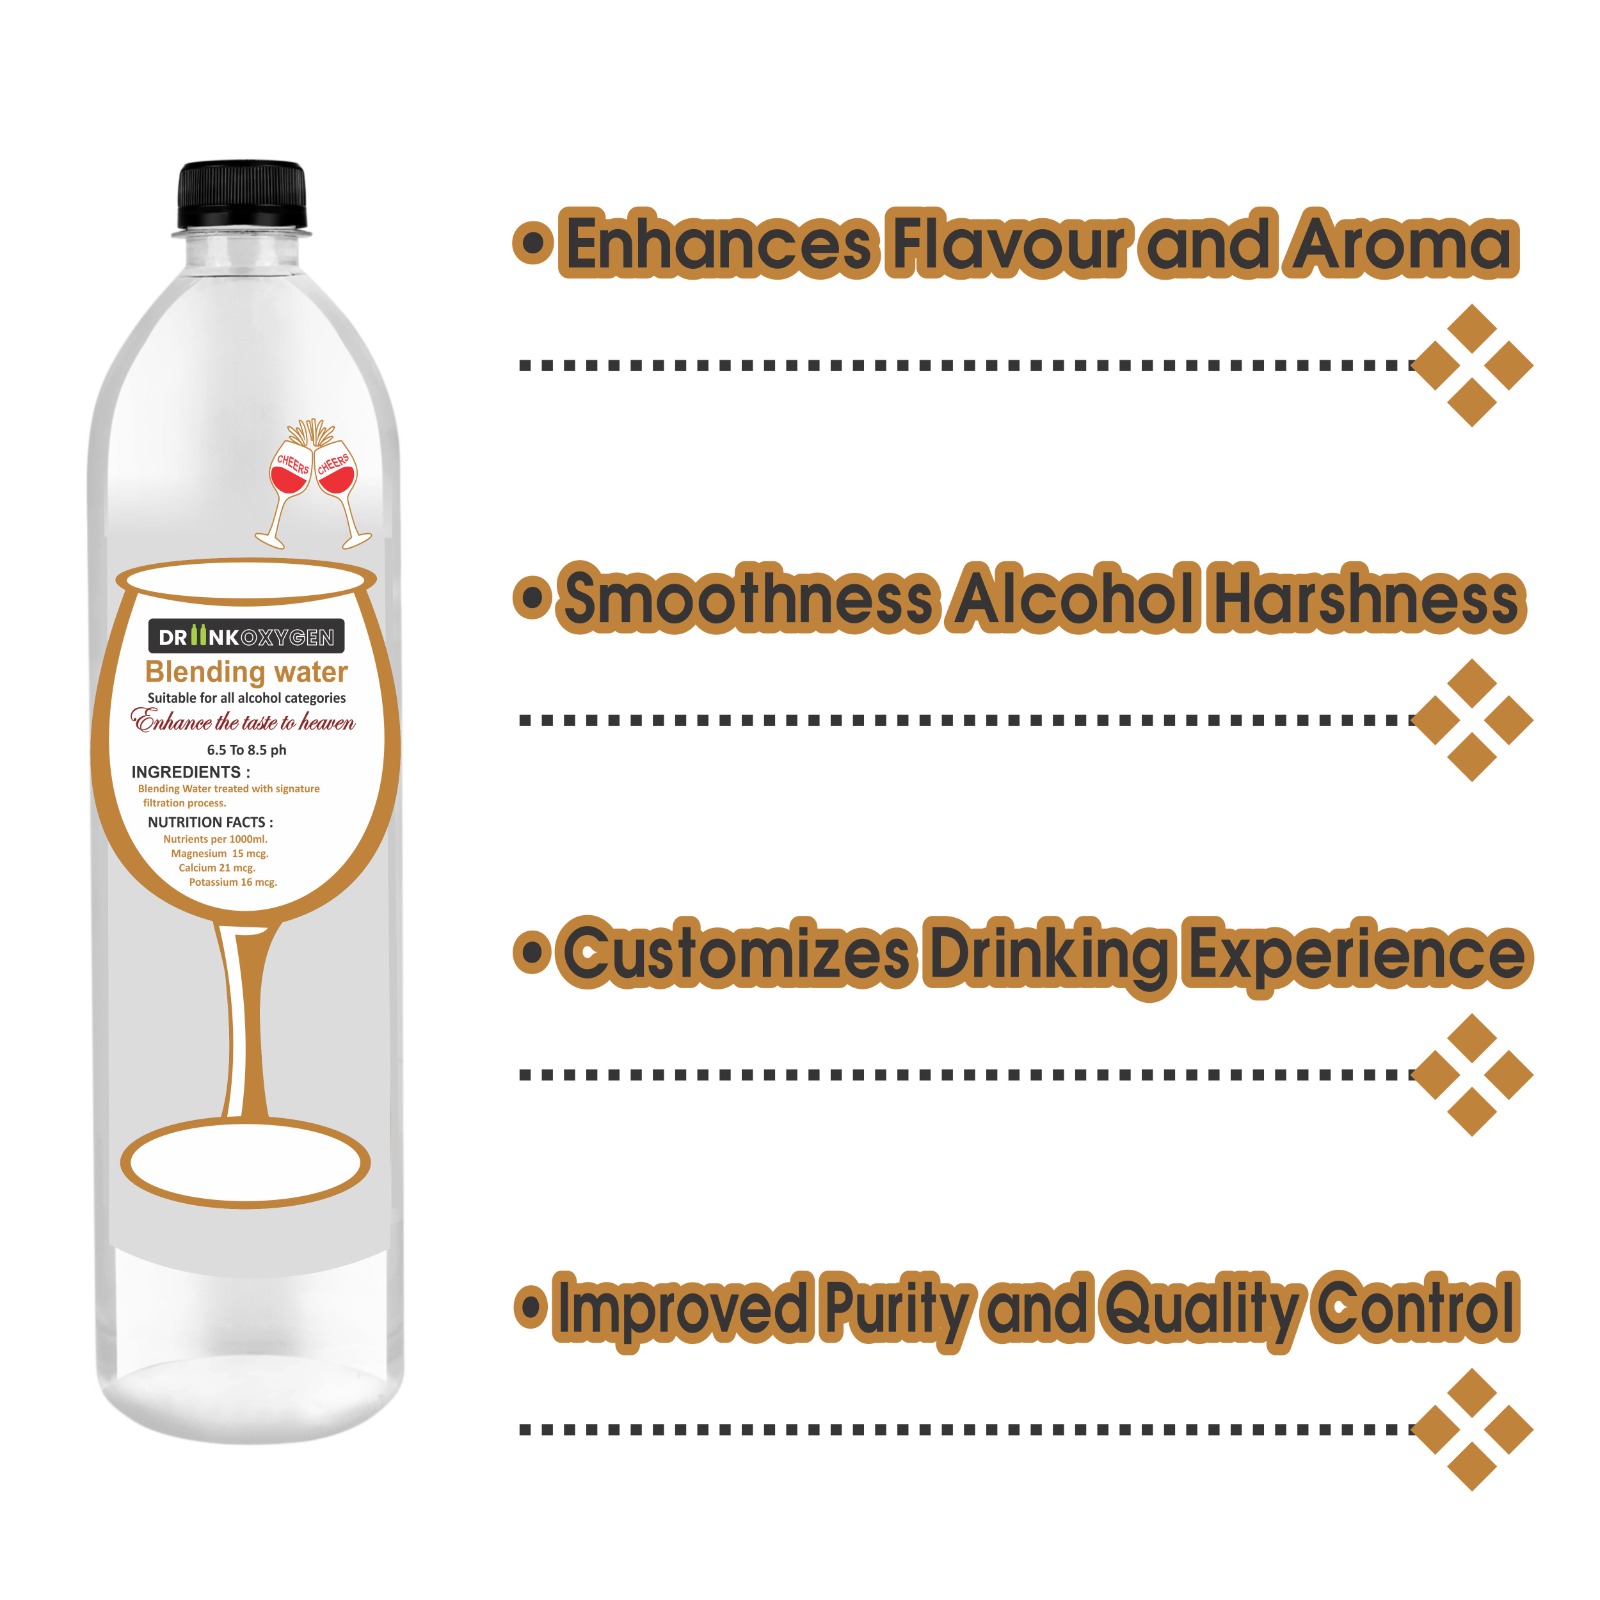 • Enhances Flavour and Aroma
• Smoothness Alcohol Harshness
• Customizes Drinking Experience
• Improved Purity and Quality Control
CHEERS CHEERS
DRIINKOXYGEN
Blending water
Suitable for all alcohol categories
Enhance the taste to heaven
6.5 To 8.5 ph
INGREDIENTS :
Blending Water treated with signature
filtration process.
NUTRITION FACTS :
Nutrients per 1000ml.
Magnesium 15 mcg.
Calcium 21 mcg.
Potassium 16 mcg.